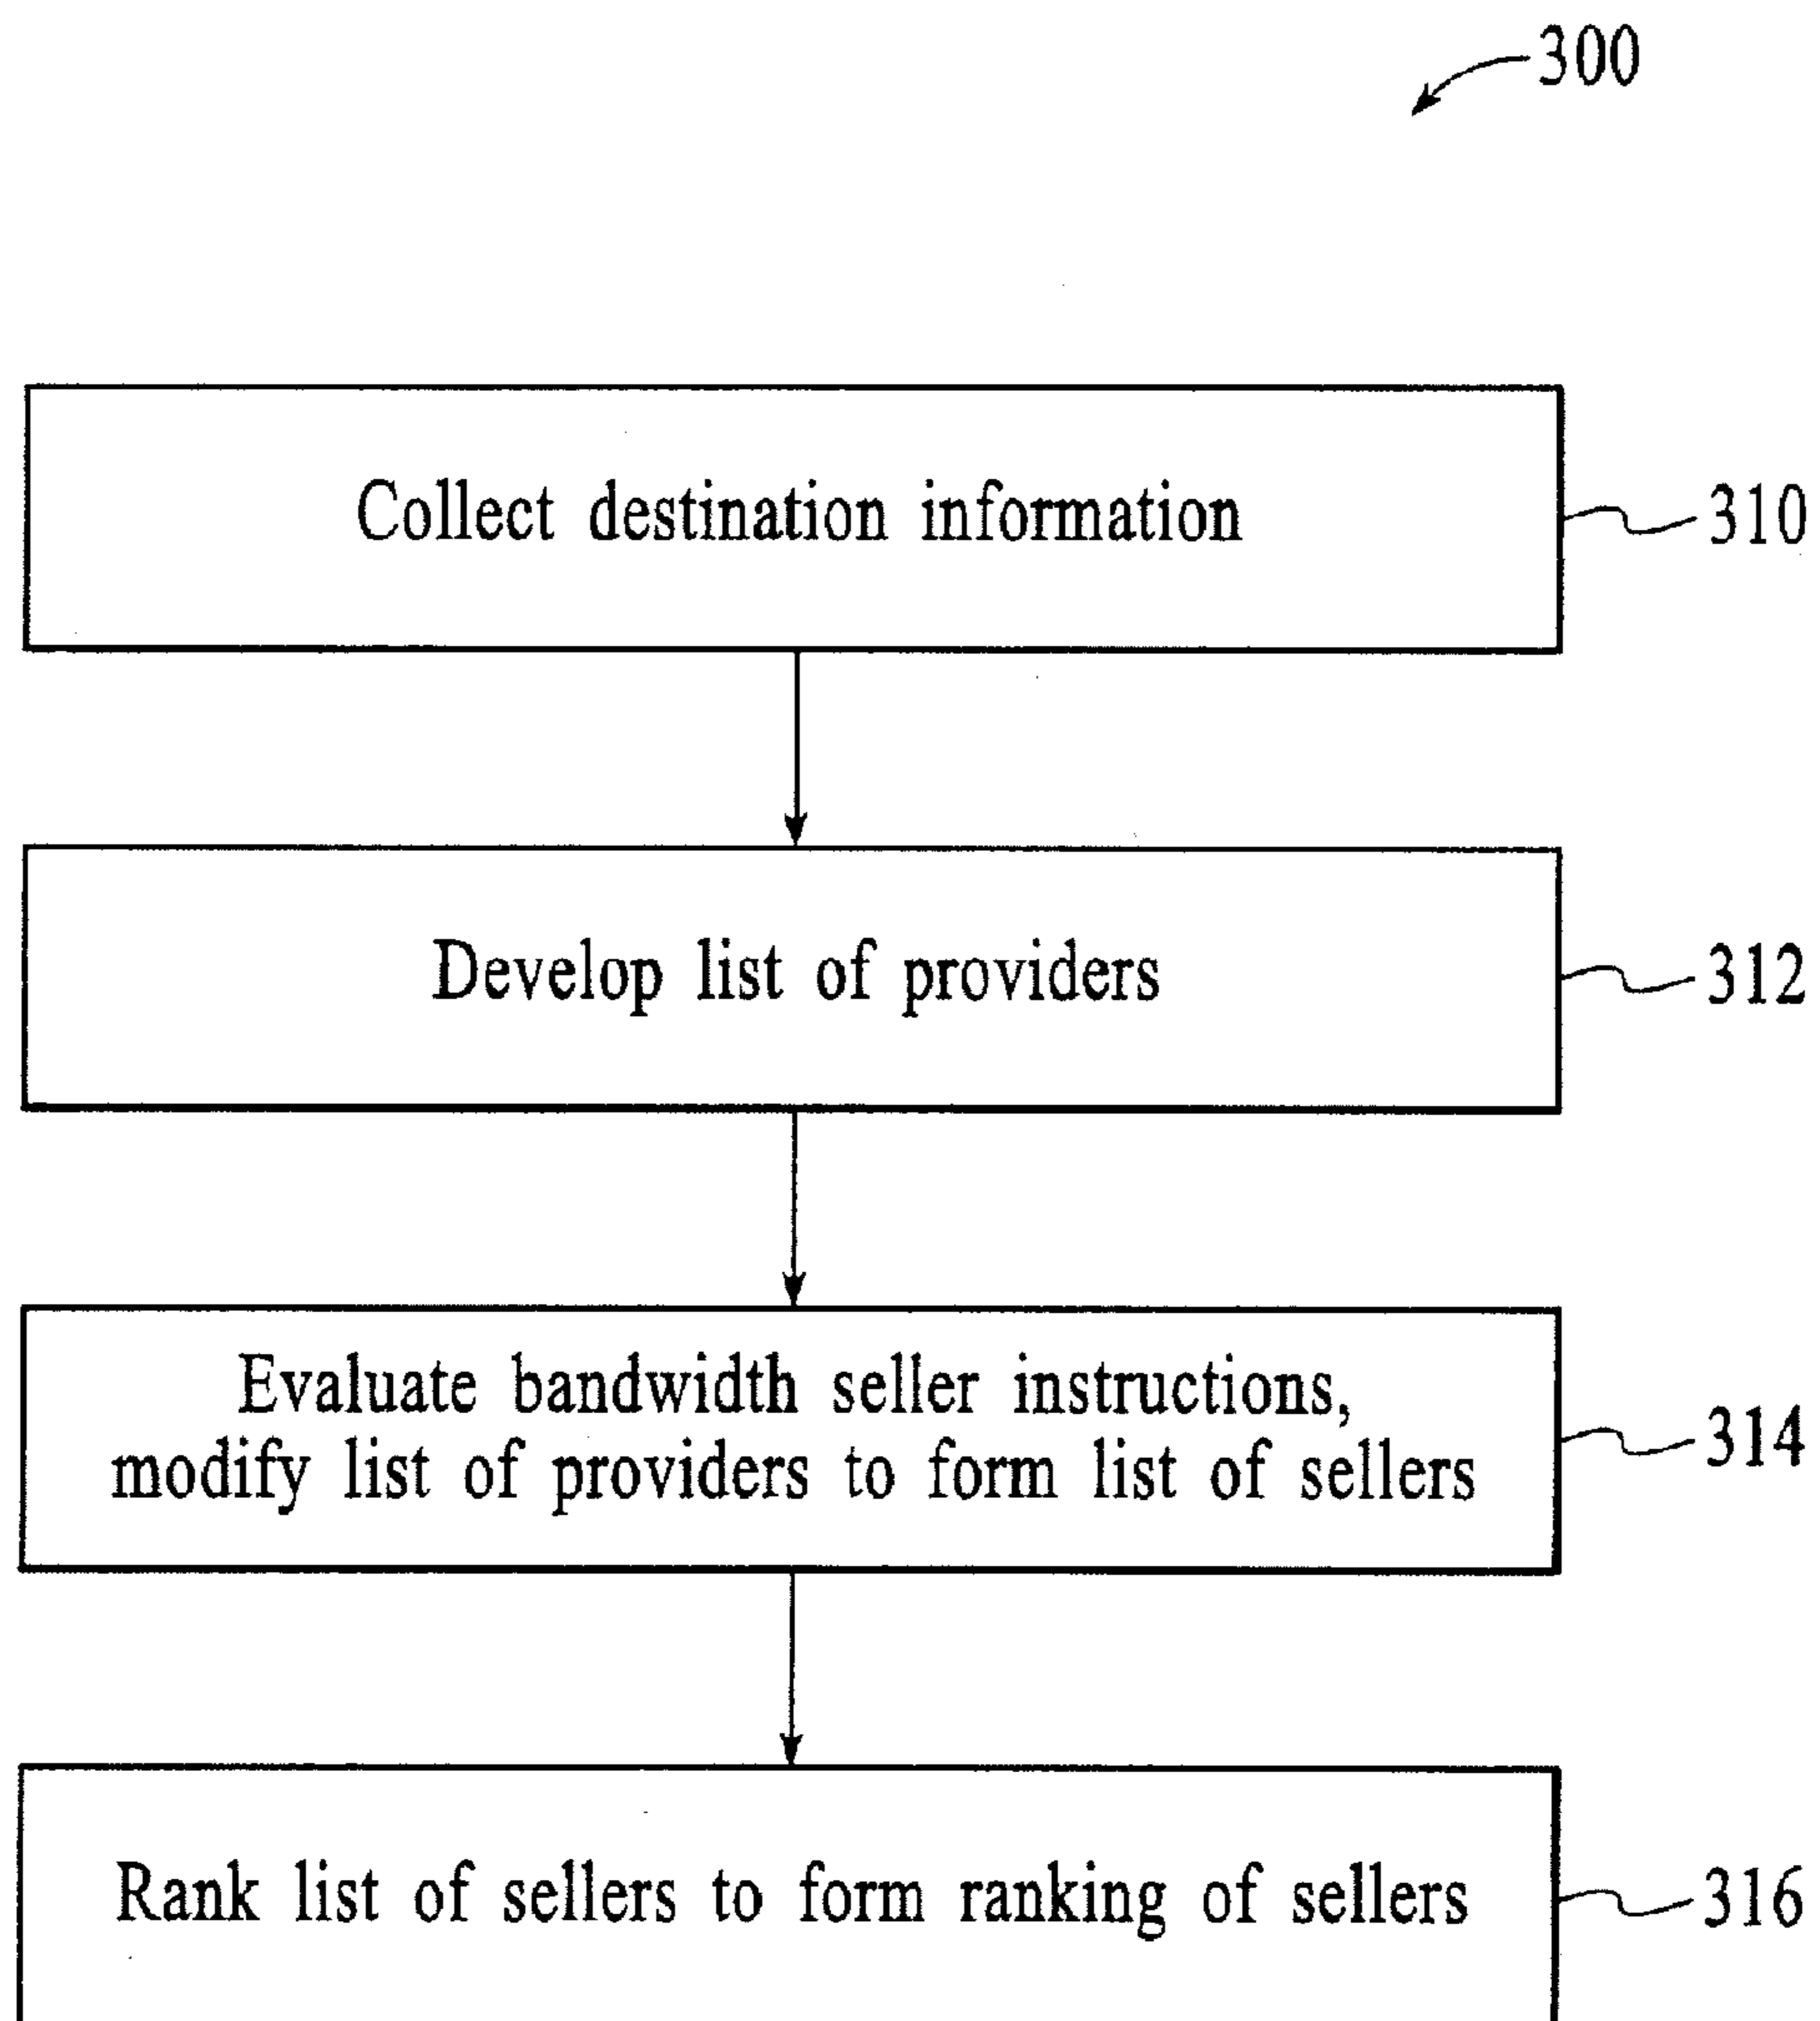 300
Collect destination information
310
Develop list of providers
312
Evaluate bandwidth seller instructions,
modify list of providers to form list of sellers
314
Rank list of sellers to form ranking of sellers
316